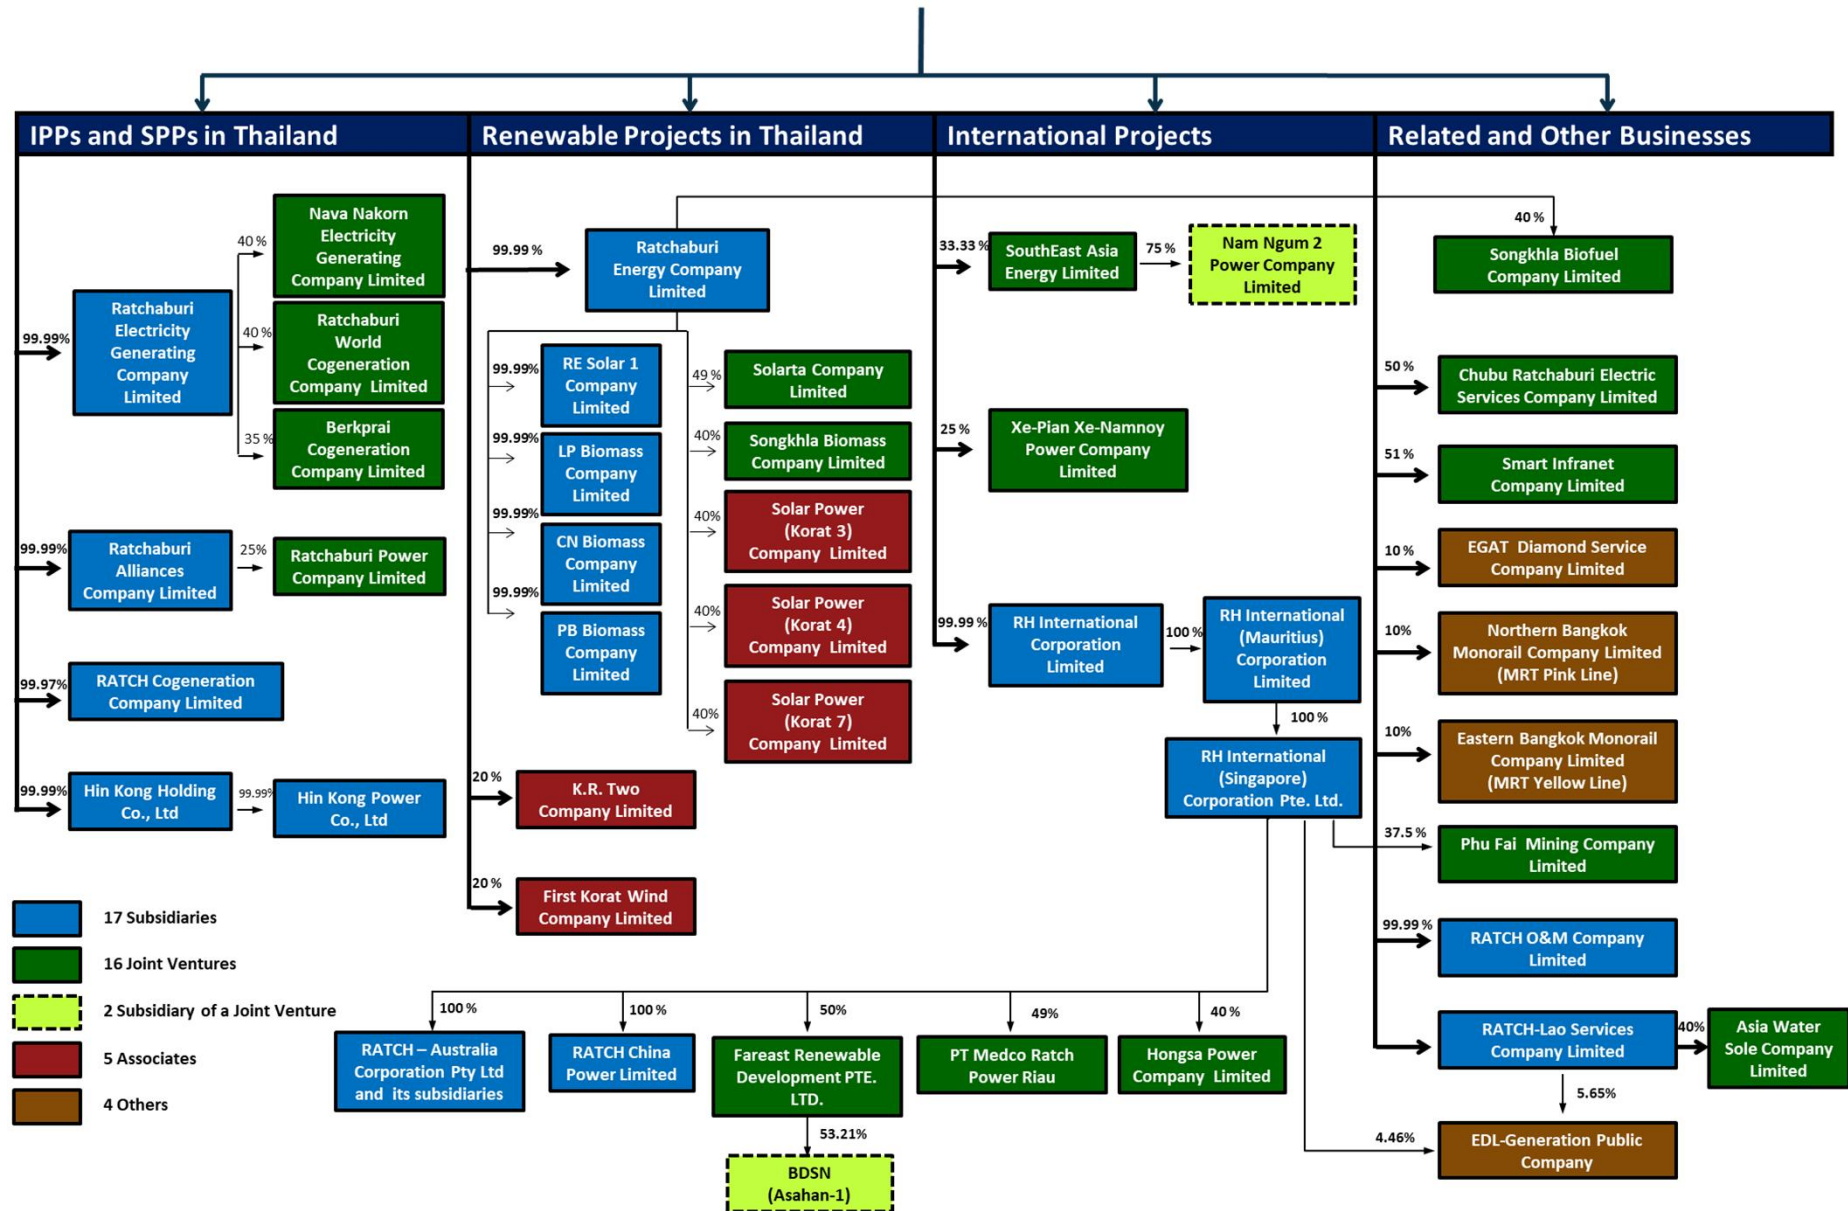 IPPs and SPPs in Thailand
Renewable Projects in Thailand
International Projects
Related and Other Businesses
99.99%
Ratchaburi
Electricity
Generating
Company
Limited
40 %
Nava Nakorn
Electricity
Generating
Company Limited
40 %
Ratchaburi
World
Cogeneration
Company Limited
35 %
Berkprai
Cogeneration
Company Limited
99.99%
Ratchaburi
Alliances
Company Limited
25%
Ratchaburi Power
Company Limited
99.97%
RATCH Cogeneration
Company Limited
99.99%
Hin Kong Holding
Co., Ltd
99.99%
Hin Kong Power
Co., Ltd
99.99 %
Ratchaburi
Energy Company
Limited
99.99%
RE Solar 1
Company
Limited
99.99%
LP Biomass
Company
Limited
99.99%
CN Biomass
Company
Limited
99.99%
PB Biomass
Company
Limited
49 %
Solarta Company
Limited
40%
Songkhla Biomass
Company Limited
40%
Solar Power
(Korat 3)
Company Limited
40%
Solar Power
(Korat 4)
Company Limited
40%
Solar Power
(Korat 7)
Company Limited
20 %
K.R. Two
Company Limited
20 %
First Korat Wind
Company Limited
33.33 %
SouthEast Asia
Energy Limited
75 %
Nam Ngum 2
Power Company
Limited
25 %
Xe-Pian Xe-Namnoy
Power Company
Limited
99.99 %
RH International
Corporation
Limited
100 %
RH International
(Mauritius)
Corporation
Limited
100 %
RH International
(Singapore)
Corporation Pte. Ltd.
40 %
Songkhla Biofuel
Company Limited
50 %
Chubu Ratchaburi Electric
Services Company Limited
51 %
Smart Infranet
Company Limited
10 %
EGAT Diamond Service
Company Limited
10%
Northern Bangkok
Monorail Company Limited
(MRT Pink Line)
10%
Eastern Bangkok Monorail
Company Limited
(MRT Yellow Line)
37.5 %
Phu Fai Mining Company
Limited
99.99 %
RATCH O&M Company
Limited
RATCH-Lao Services
Company Limited
40%
Asia Water
Sole Company
Limited
5.65%
4.46%
EDL-Generation Public
Company
100 %
RATCH – Australia
Corporation Pty Ltd
and its subsidiaries
100 %
RATCH China
Power Limited
50%
Fareast Renewable
Development PTE.
LTD.
53.21%
BDSN
(Asahan-1)
49%
PT Medco Ratch
Power Riau
40 %
Hongsa Power
Company Limited
17 Subsidiaries
16 Joint Ventures
2 Subsidiary of a Joint Venture
5 Associates
4 Others